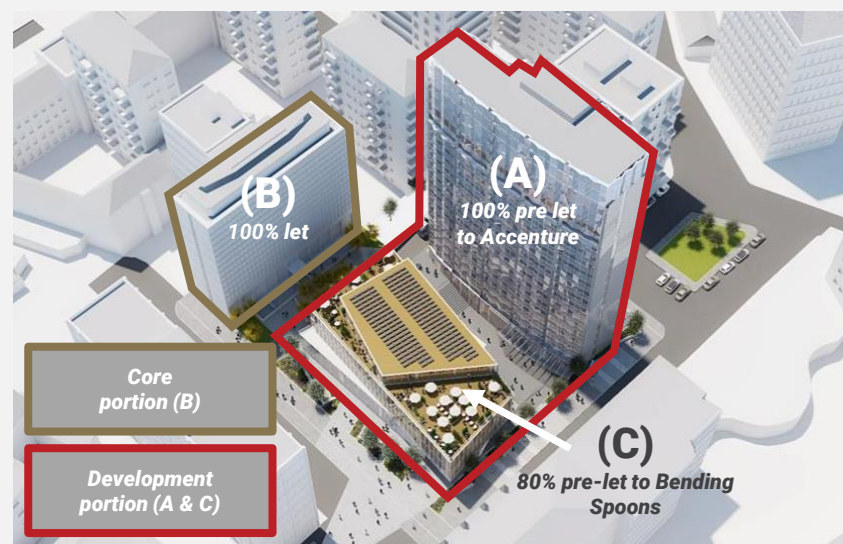 (B)
100% let
(A)
100% pre let
to Accenture
Core
portion (B)
Development
portion (A & C)
(C)
80% pre-let to Bending
Spoons